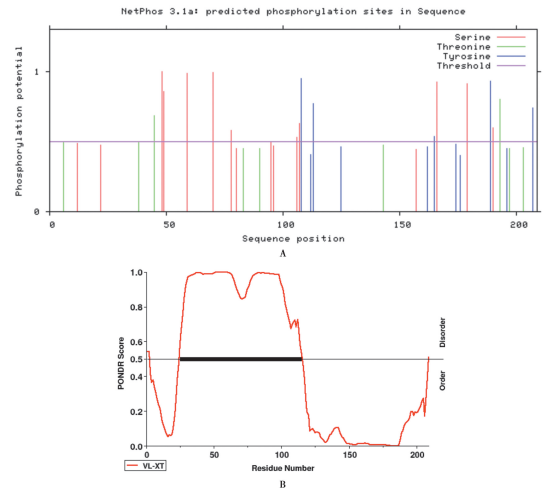 NetPhos 3.1a: predicted phosphorylation sites in Sequence
Serine
Threonine
Tyrosine
Threshold
Phosphorylation potential
1
0
0 50 100 150 200
Sequence position
A
PONDR Score
1.0
0.8
0.6
0.5
0.4
0.2
0.0
Disorder
Order
0 50 100 150 200
VL-XT
Residue Number
B